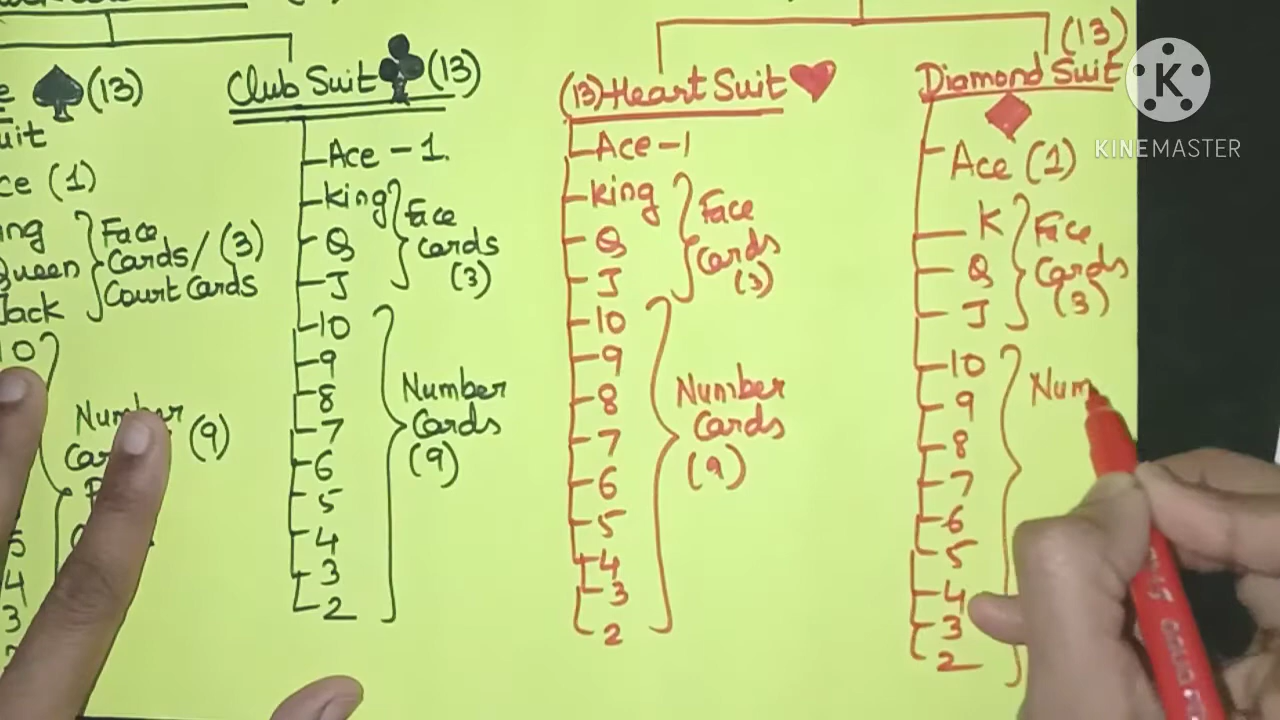 (13)
uit
ce (1)
ing
Queen
Jack
Face
Cards/ (3)
Court Cards
10
Number
(9)
5
4
3
Club Suit ♣ (13)
Ace - 1.
King
Q
J
Face
Cards
(3)
10
9
8
7
6
5
4
3
2
Number
Cards
(9)
(13) Heart Suit ♥
Ace - 1
King
Q
J
Face
Cards
(3)
10
9
8
7
6
5
4
3
2
Number
Cards
(9)
(13)
Diamond Suit
Ace (1)
K
Q
J
Face
Cards
(3)
10
9
8
7
6
5
4
3
2
Num
K
KINEMASTER